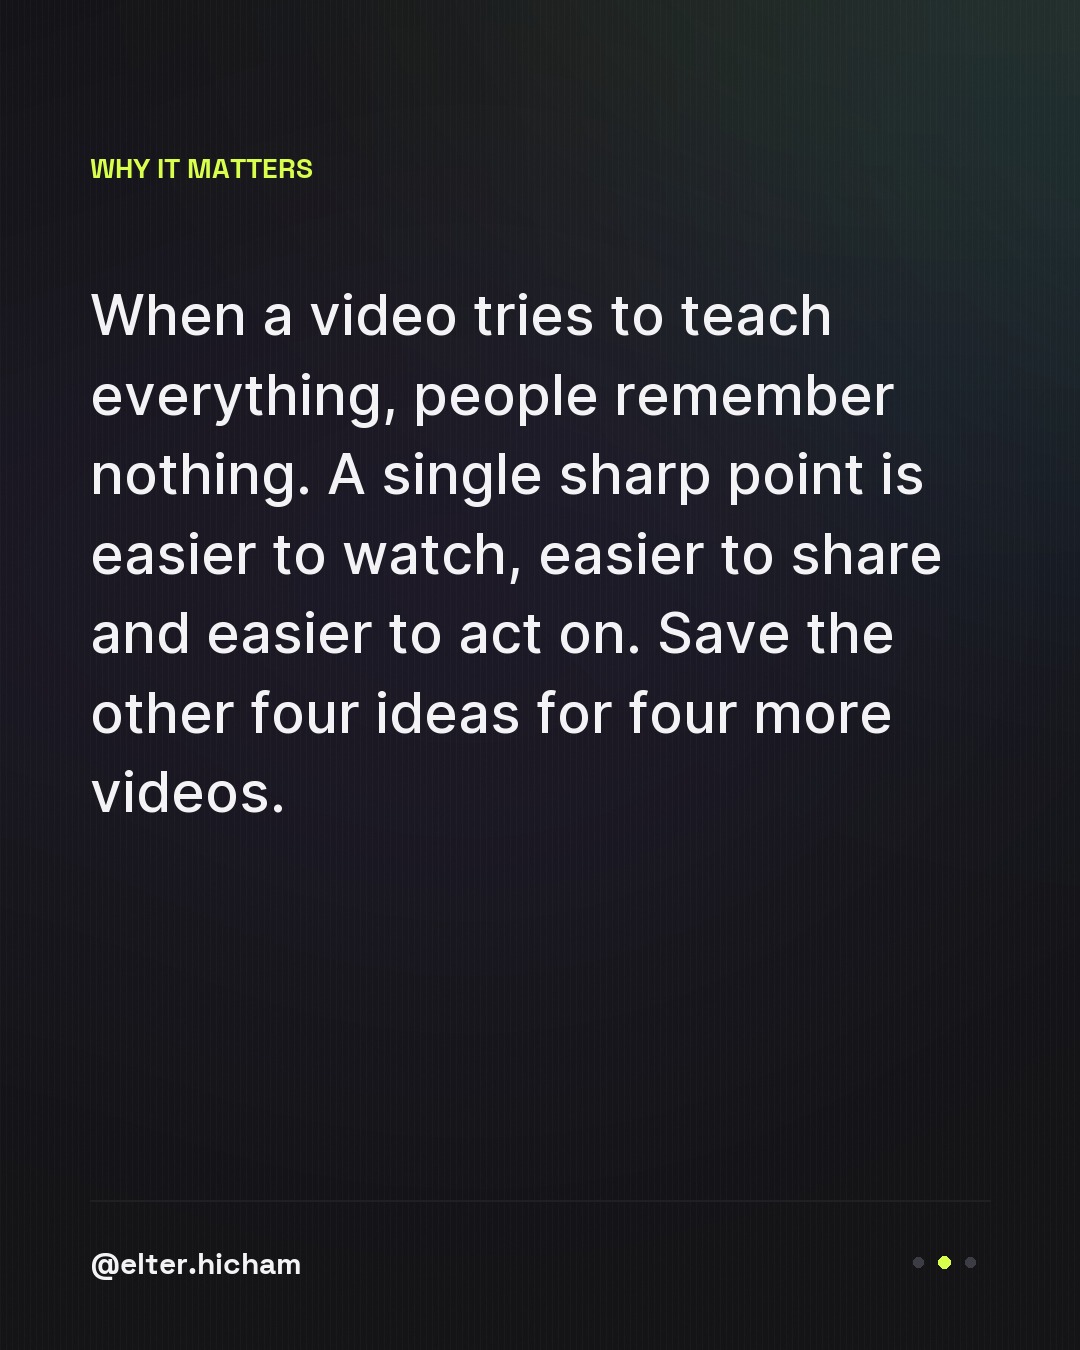 WHY IT MATTERS
When a video tries to teach
everything, people remember
nothing. A single sharp point is
easier to watch, easier to share
and easier to act on. Save the
other four ideas for four more
videos.
@elter.hicham